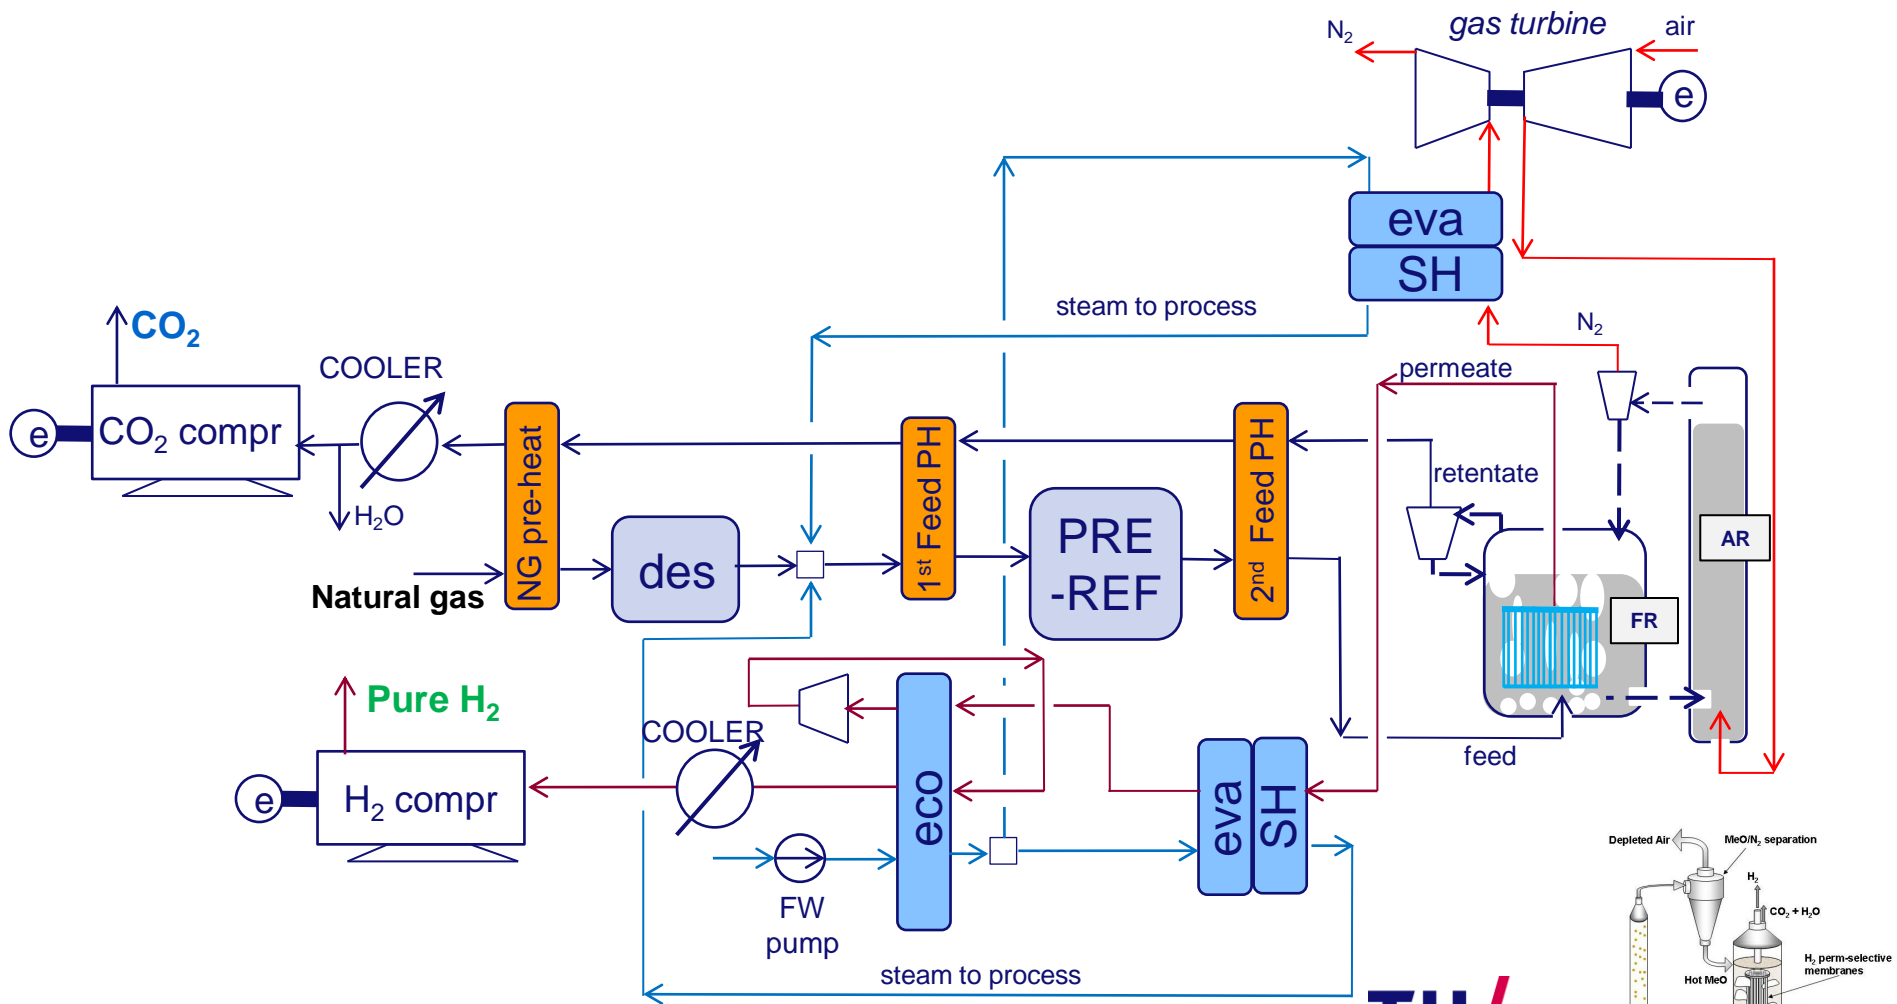 gas turbine
N2
air
e
eva
SH
steam to process
N2
CO2
COOLER
permeate
e
CO2 compr
H2O
NG pre-heat
1st Feed PH
2nd Feed PH
retentate
AR
des
PRE
-REF
Natural gas
FR
Pure H2
COOLER
feed
e
H2 compr
eco
eva
SH
FW
pump
steam to process
Depleted Air
MeO/N2 separation
H2
CO2 + H2O
H2 perm-selective
membranes
Hot MeO
TU/